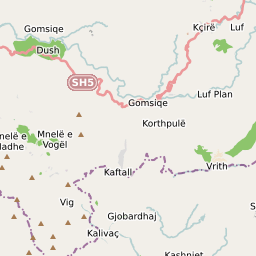 Gomsiqe
Kçirë
Luf
Dush
SH5
Luf Plan
Gomsiqe
Korthpulë
Mnelë e
Vogël
Mnelë e
Madhe
Vrith
Kaftall
Vig
Gjobardhaj
Kalivaç
Kashnjet